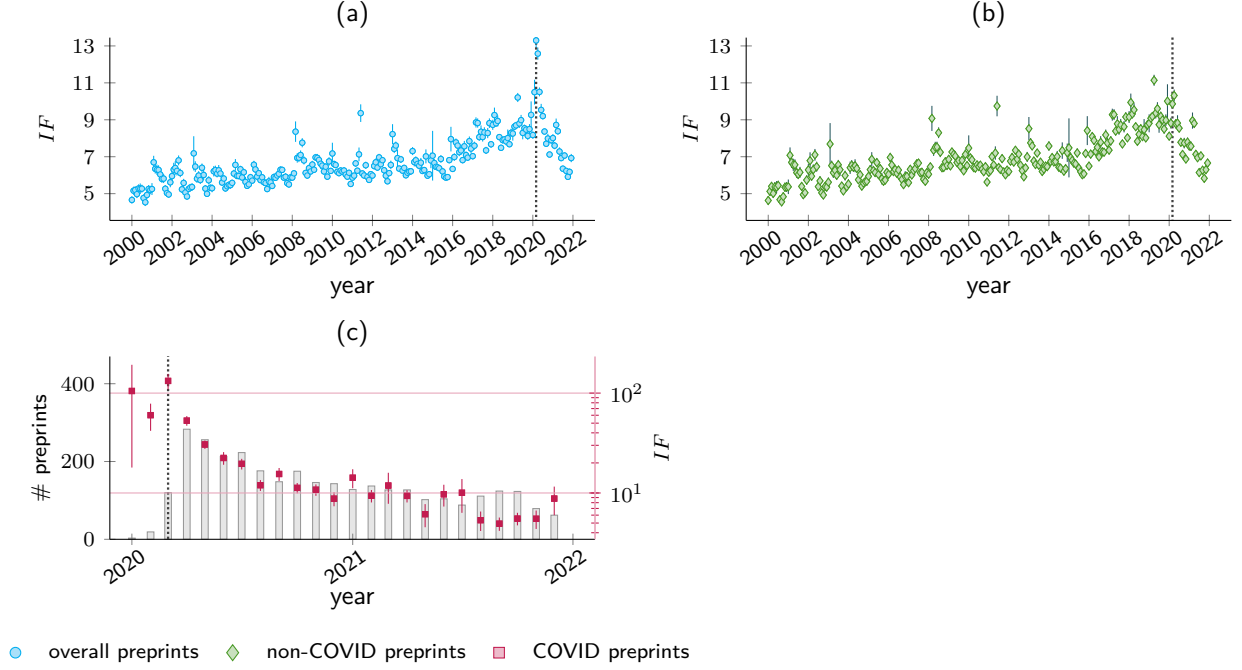 (a)
IF
13
11
9
7
5
2000 2002 2004 2006 2008 2010 2012 2014 2016 2018 2020 2022
year
(b)
IF
13
11
9
7
5
2000 2002 2004 2006 2008 2010 2012 2014 2016 2018 2020 2022
year
(c)
# preprints
400
200
0
2020 2021 2022
year
10²
10¹
IF
overall preprints non-COVID preprints COVID preprints